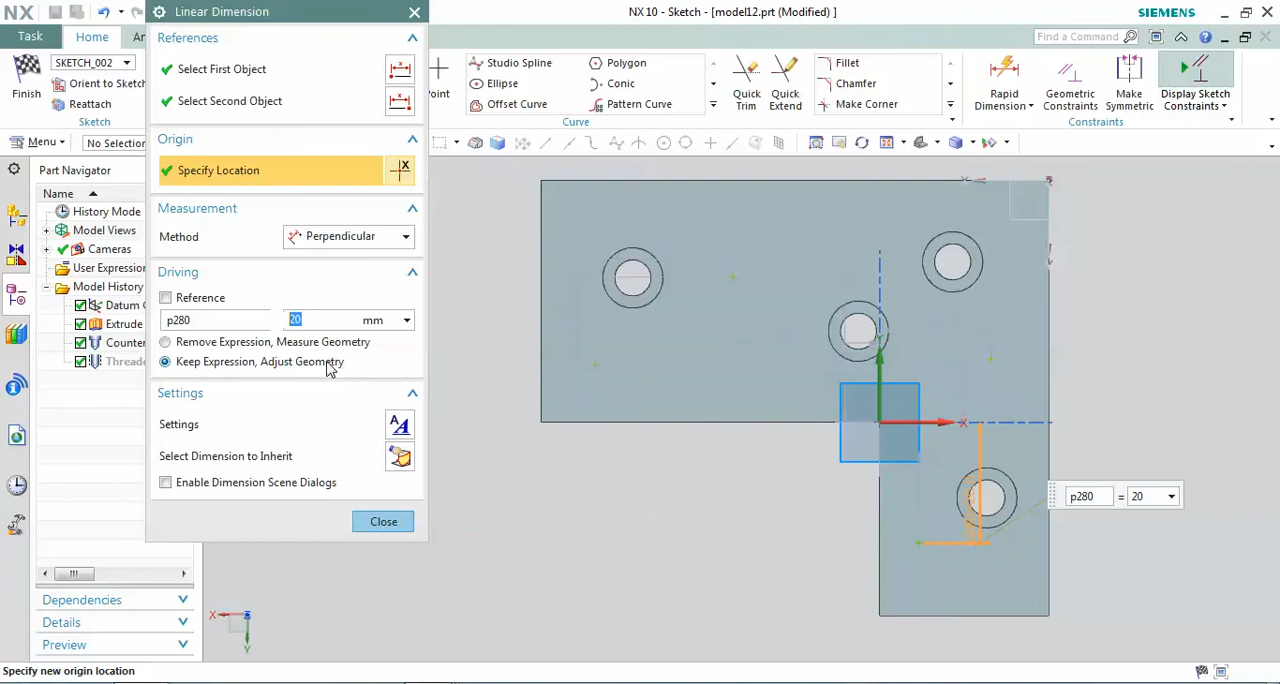 NX
NX 10 - Sketch - [model12.prt (Modified) ]
SIEMENS
Task
Home
Find a Command
Finish
SKETCH_002
Orient to Sketch
Reattach
Sketch
Point
Studio Spline
Ellipse
Offset Curve
Polygon
Conic
Pattern Curve
Quick Trim
Quick Extend
Fillet
Chamfer
Make Corner
Curve
Rapid Dimension
Geometric Constraints
Make Symmetric
Display Sketch Constraints
Constraints
Menu
No Selection
Part Navigator
Name
History Mode
Model Views
Cameras
User Expression
Model History
Datum C
Extrude
Counter
Threade
Dependencies
Details
Preview
Linear Dimension
References
Select First Object
Select Second Object
Origin
Specify Location
Measurement
Method
Perpendicular
Driving
Reference
p280
20
mm
Remove Expression, Measure Geometry
Keep Expression, Adjust Geometry
Settings
Settings
Select Dimension to Inherit
Enable Dimension Scene Dialogs
Close
X
p280 = 20
X
Y
Specify new origin location